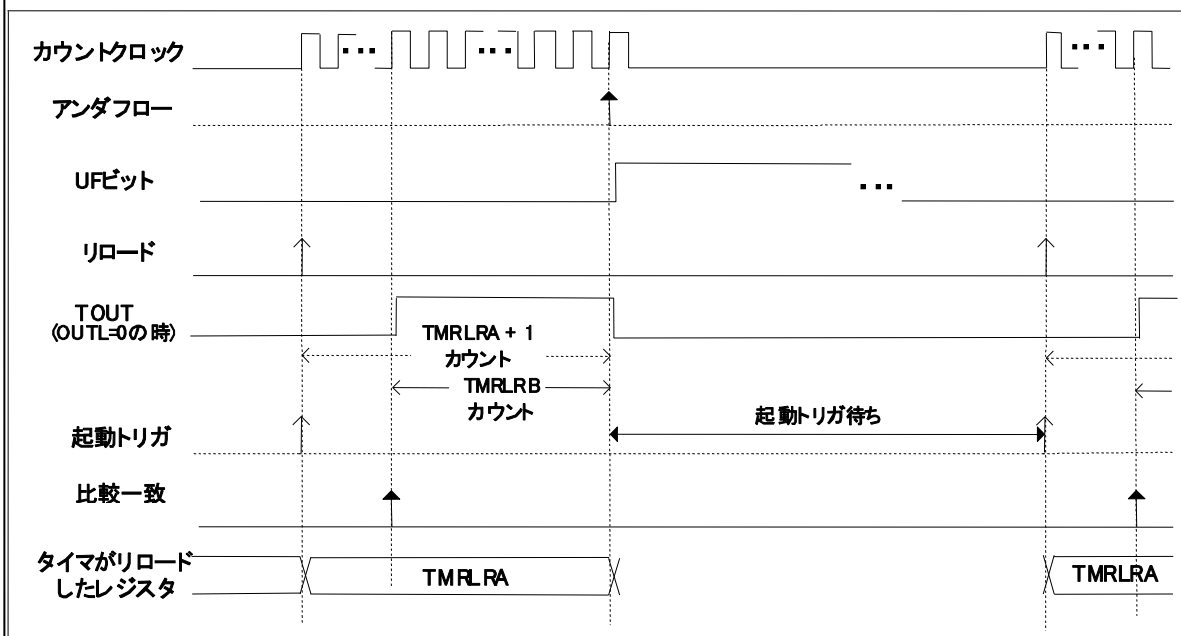 カウントクロック
アンダフロー
UFビット
リロード
TOUT
(OUTL=0の時)
TMRLRA + 1
カウント
TMRLRB
カウント
起動トリガ待ち
起動トリガ
比較一致
タイマがリロード
したレジスタ
TMRLRA
TMRLRA